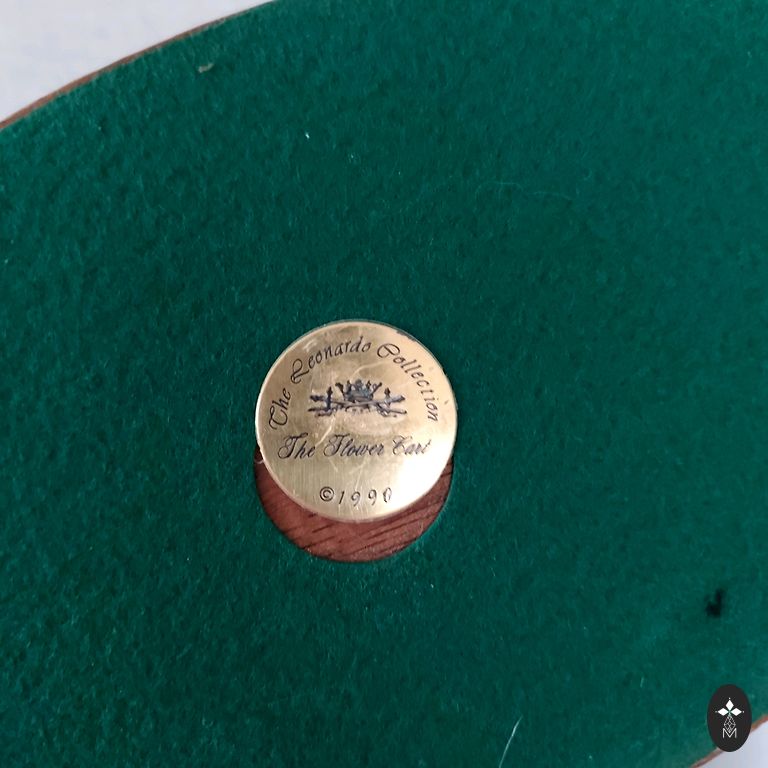 The Leonardo Collection
The Flower Cart
©1990
M